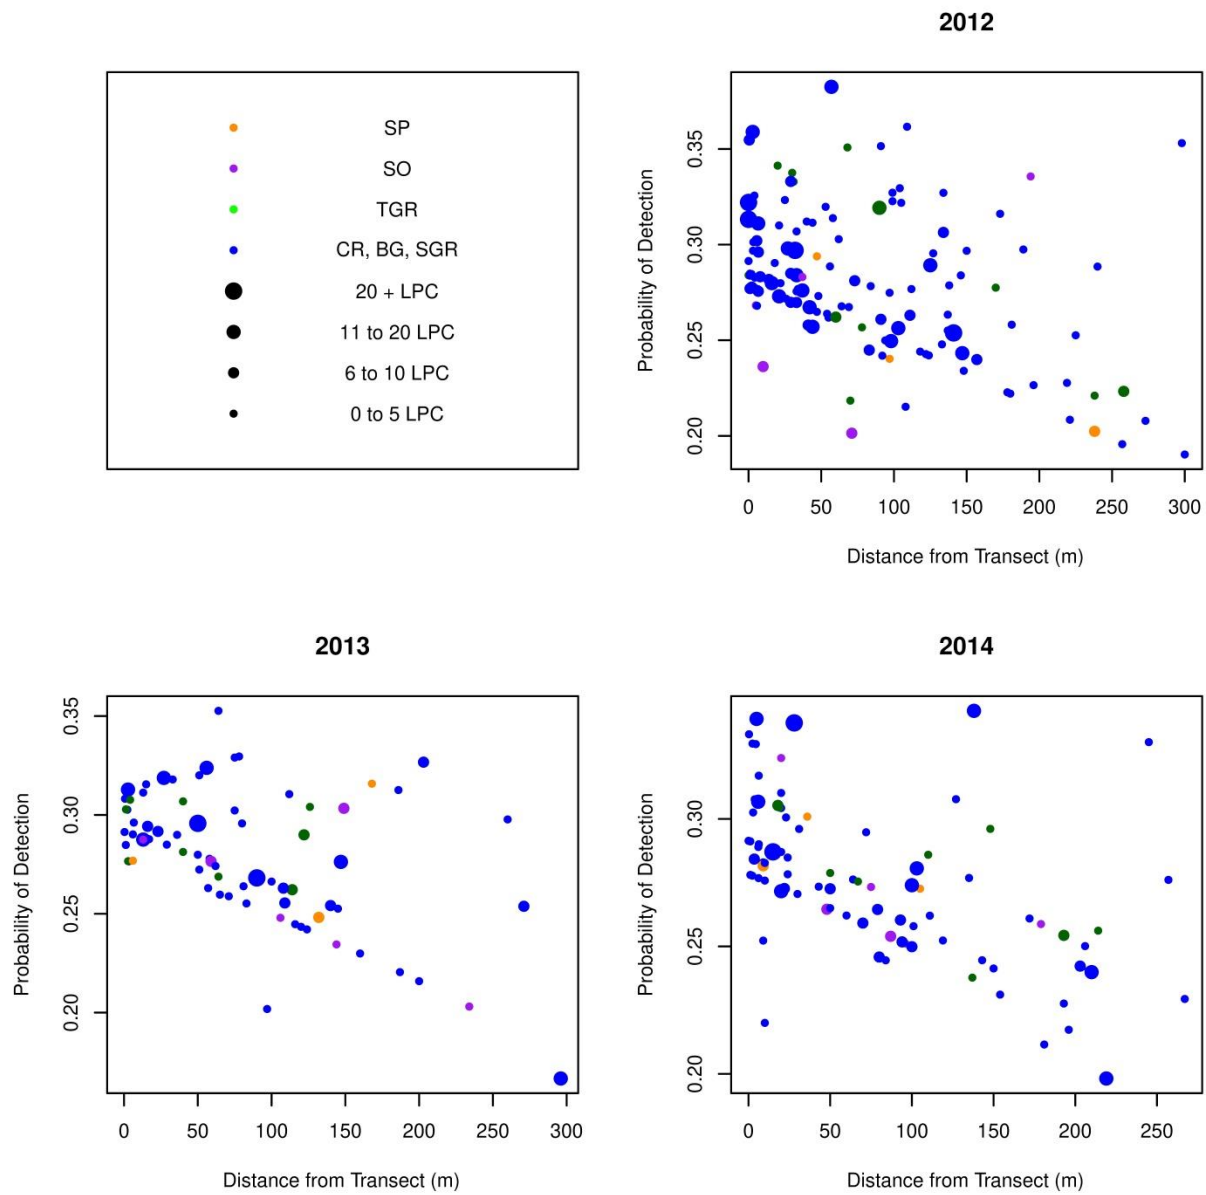 2012
SP
SO
TGR
CR, BG, SGR
20 + LPC
11 to 20 LPC
6 to 10 LPC
0 to 5 LPC
Probability of Detection
0.35
0.30
0.25
0.20
0 50 100 150 200 250 300
Distance from Transect (m)
2013
Probability of Detection
0.35
0.30
0.25
0.20
0 50 100 150 200 250 300
Distance from Transect (m)
2014
Probability of Detection
0.30
0.25
0.20
0 50 100 150 200 250
Distance from Transect (m)